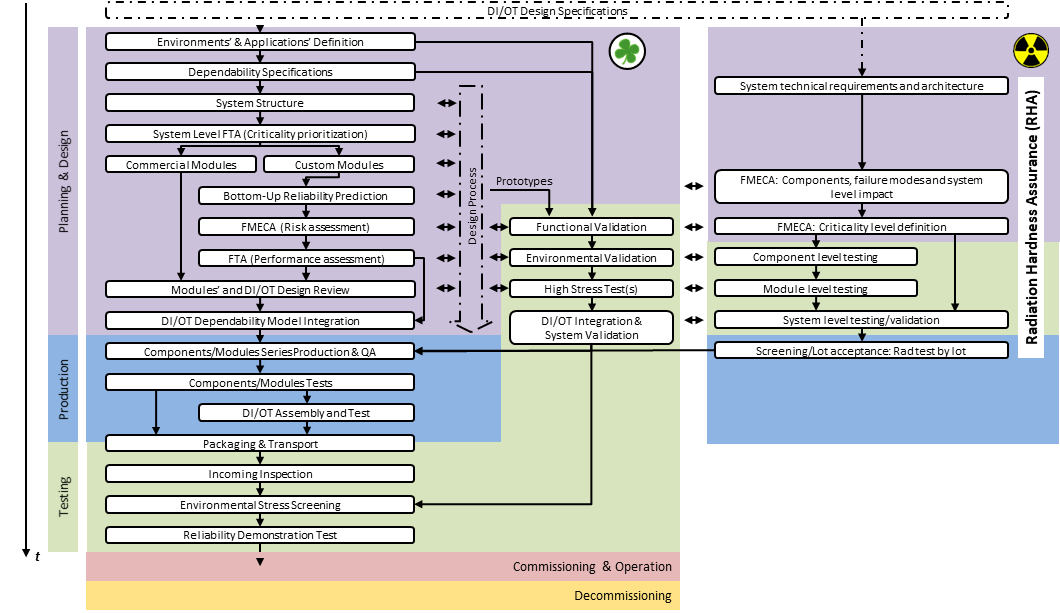 DI/OT Design Specifications
Environments' & Applications' Definition
Dependability Specifications
System Structure
System Level FTA (Criticality prioritization)
Commercial Modules
Custom Modules
Bottom-Up Reliability Prediction
FMECA (Risk assessment)
FTA (Performance assessment)
Modules' and DI/OT Design Review
DI/OT Dependability Model Integration
Components/Modules Series Production & QA
Components/Modules Tests
DI/OT Assembly and Test
Packaging & Transport
Incoming Inspection
Environmental Stress Screening
Reliability Demonstration Test
Planning & Design
Production
Testing
t
Design Process
Prototypes
Functional Validation
Environmental Validation
High Stress Test(s)
DI/OT Integration &
System Validation
System technical requirements and architecture
FMECA: Components, failure modes and system
level impact
FMECA: Criticality level definition
Component level testing
Module level testing
System level testing/validation
Screening/Lot acceptance: Rad test by lot
Radiation Hardness Assurance (RHA)
Commissioning & Operation
Decommissioning